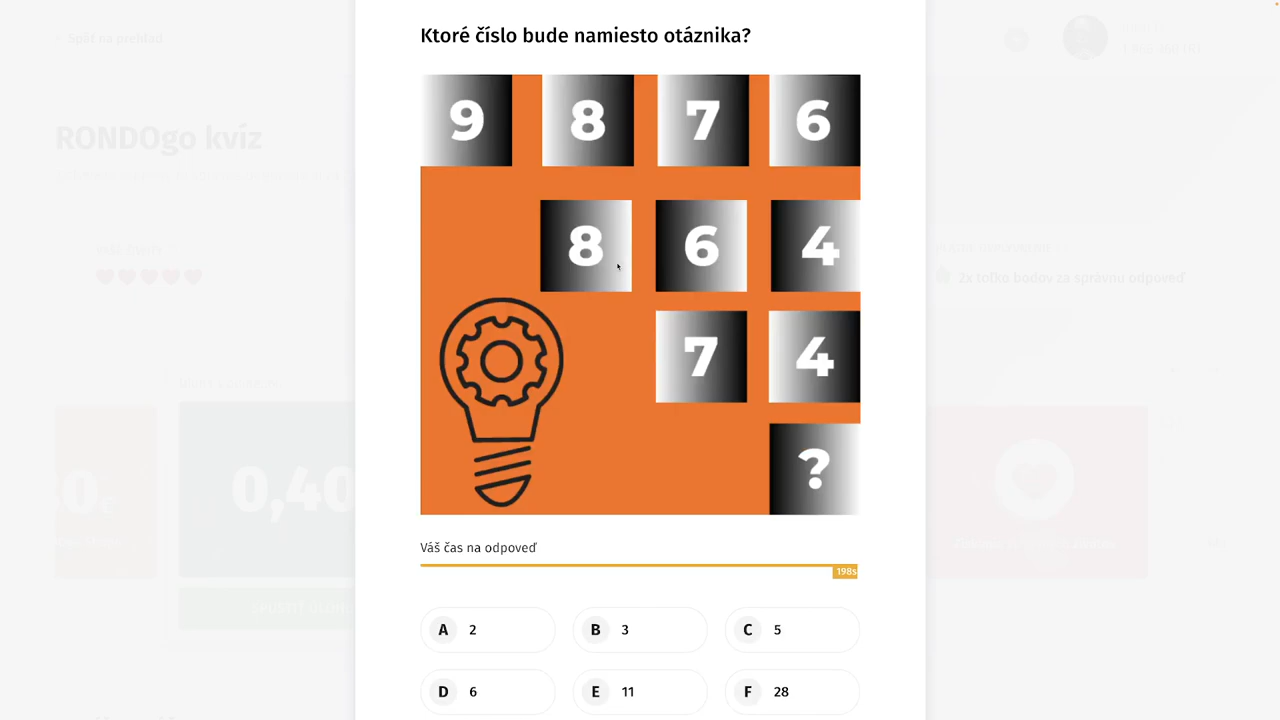 Späť na prehľad
Ktoré číslo bude namiesto otáznika?
RONDOgo kvíz
9 8 7 6
8 6 4
7 4
?
2x toľko bodov za správnu odpoveď
0,40
Váš čas na odpoveď
198s
A 2
B 3
C 5
D 6
E 11
F 28